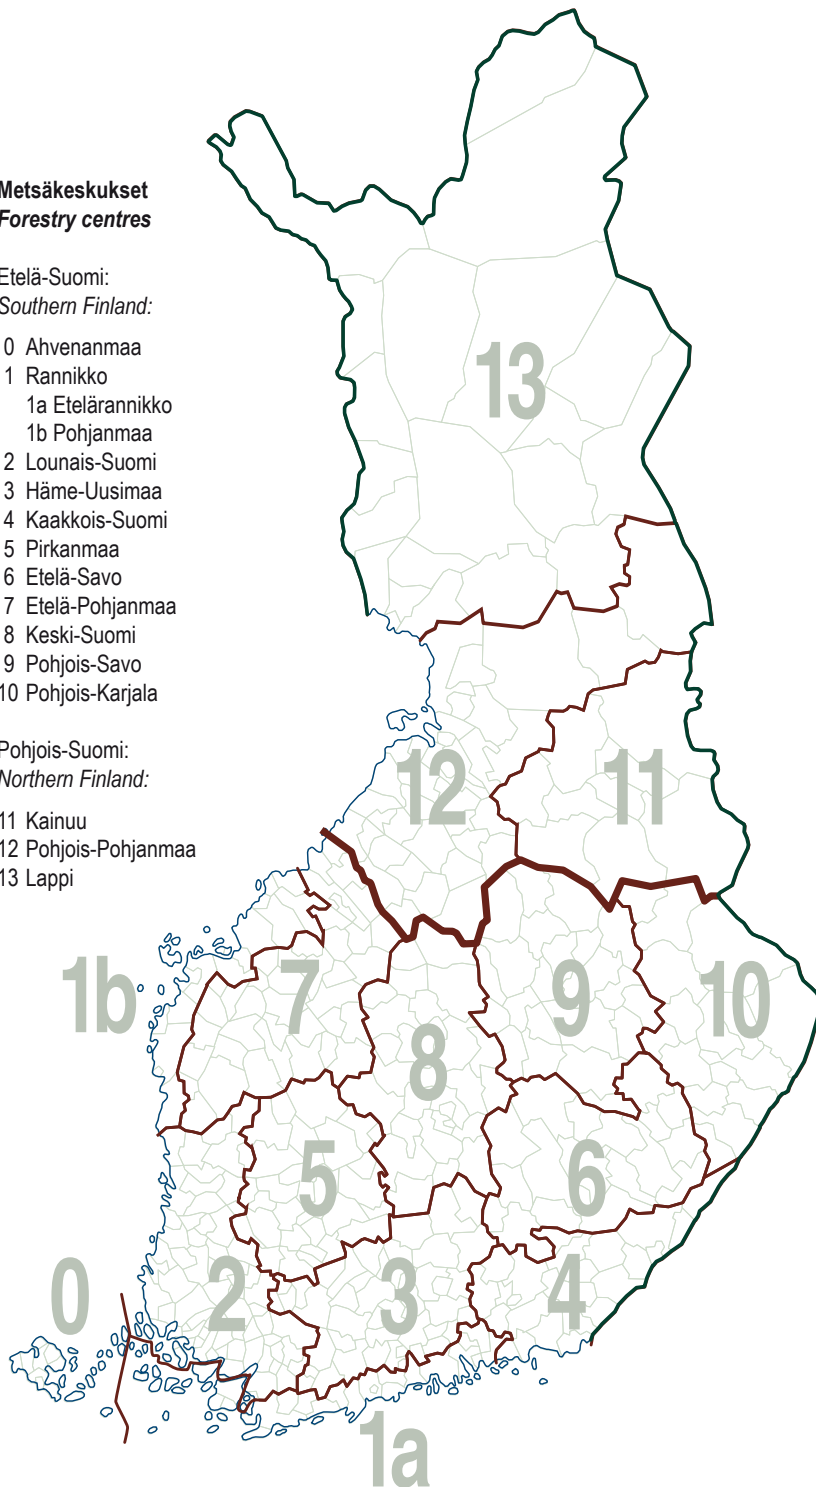 Metsäkeskukset
Forestry centres
Etelä-Suomi:
Southern Finland:
0 Ahvenanmaa
1 Rannikko
1a Etelärannikko
1b Pohjanmaa
2 Lounais-Suomi
3 Häme-Uusimaa
4 Kaakkois-Suomi
5 Pirkanmaa
6 Etelä-Savo
7 Etelä-Pohjanmaa
8 Keski-Suomi
9 Pohjois-Savo
10 Pohjois-Karjala
Pohjois-Suomi:
Northern Finland:
11 Kainuu
12 Pohjois-Pohjanmaa
13 Lappi
13
12
11
1b
7
9
10
8
5
6
0
2
3
4
1a